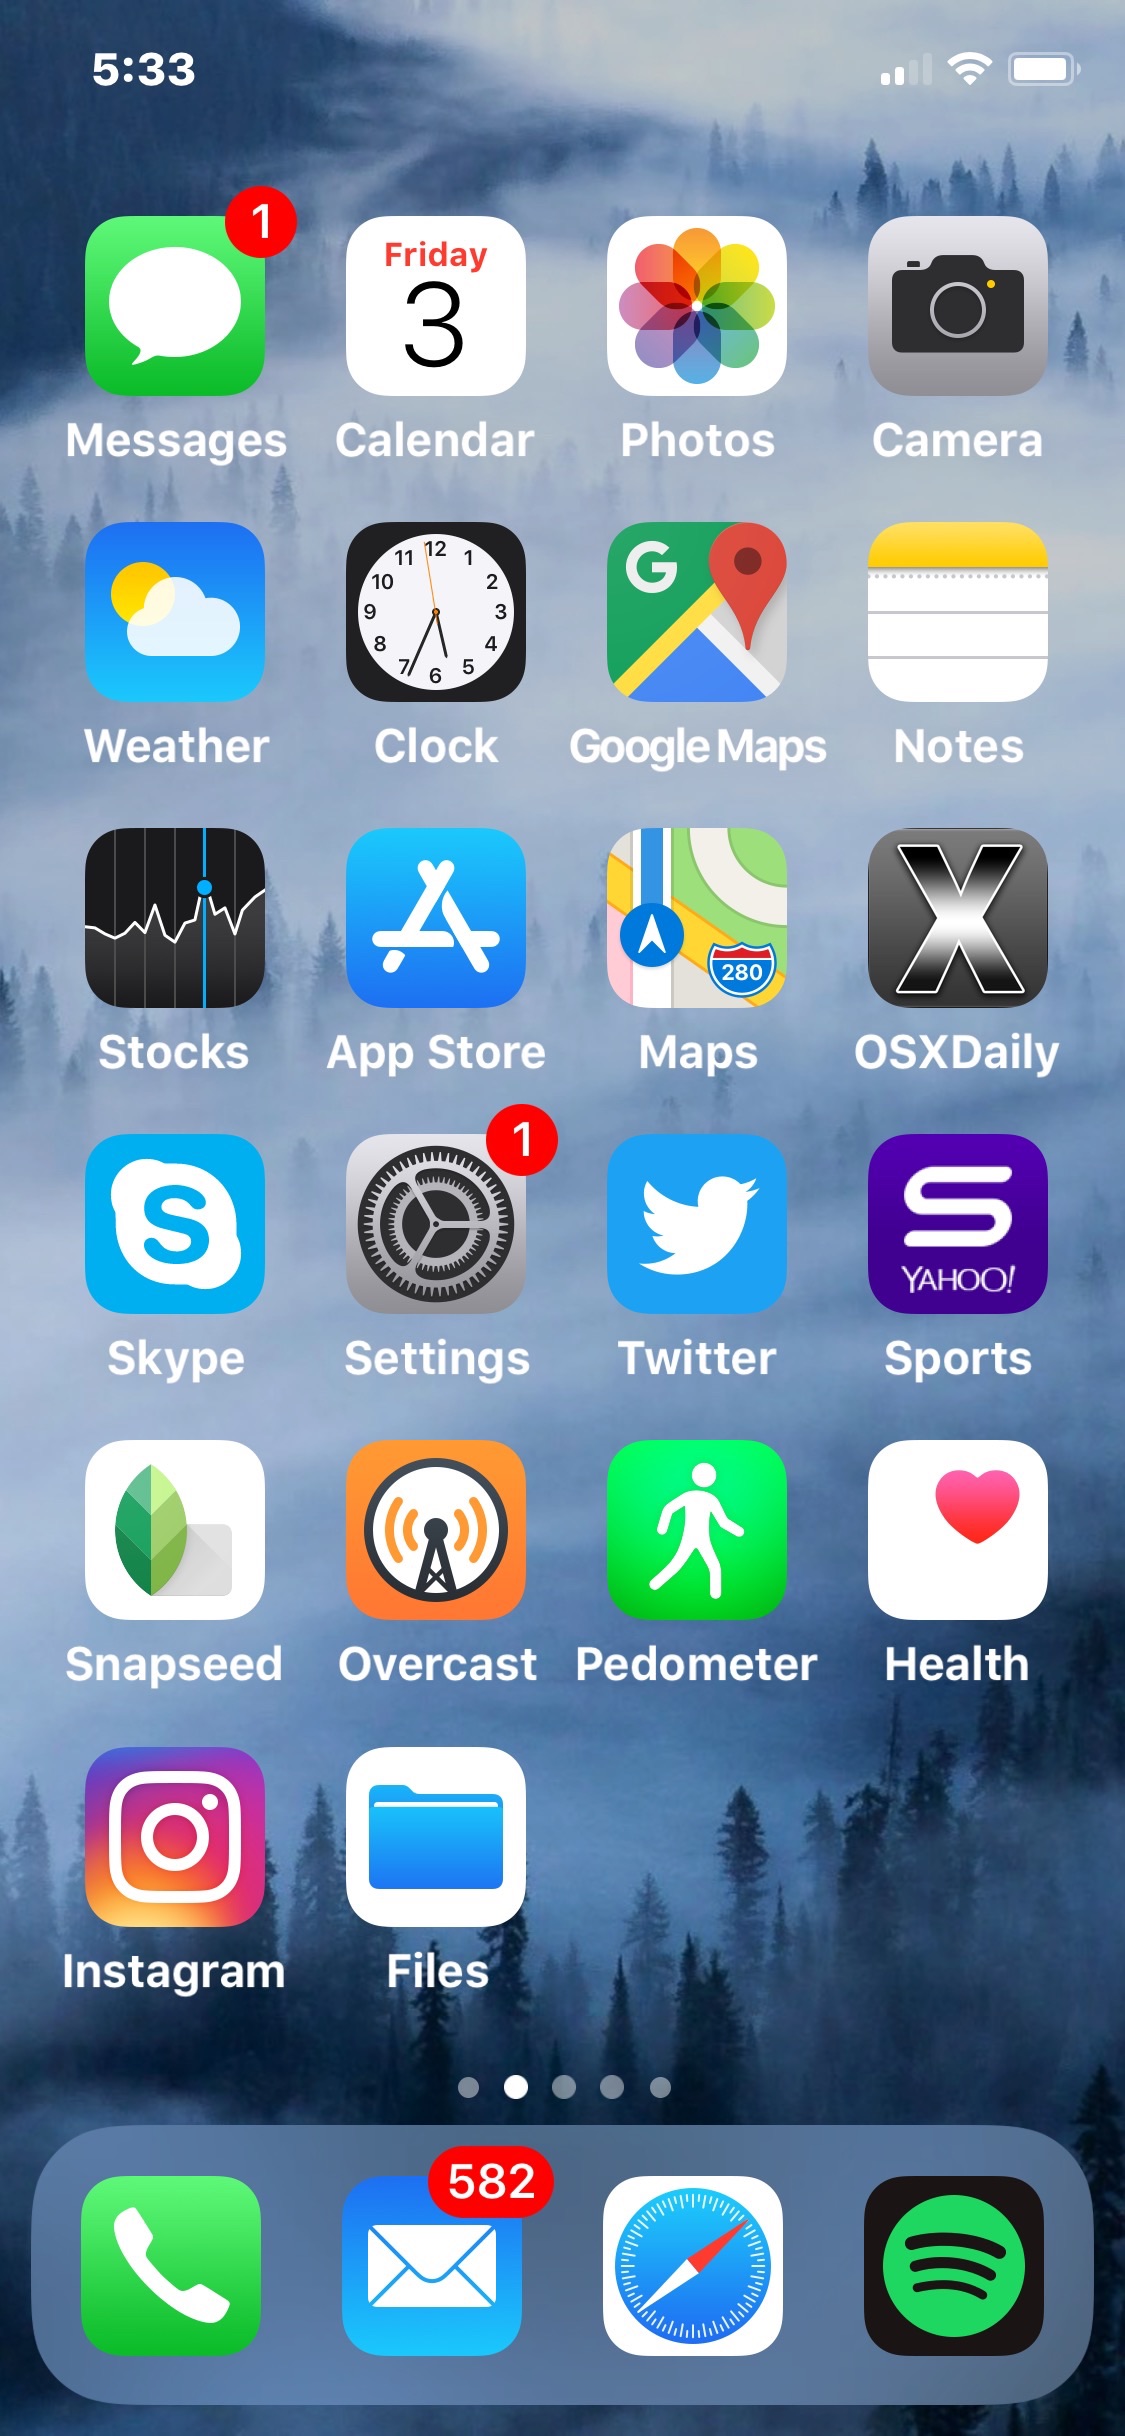 5:33
1
Friday
3
Messages Calendar Photos Camera
11 12 1
10 2
9 3
8 4
7 6 5
G
Weather Clock Google Maps Notes
X
280
Stocks App Store Maps OSXDaily
1
S
YAHOO!
Skype Settings Twitter Sports
Snapseed Overcast Pedometer Health
Instagram Files
582